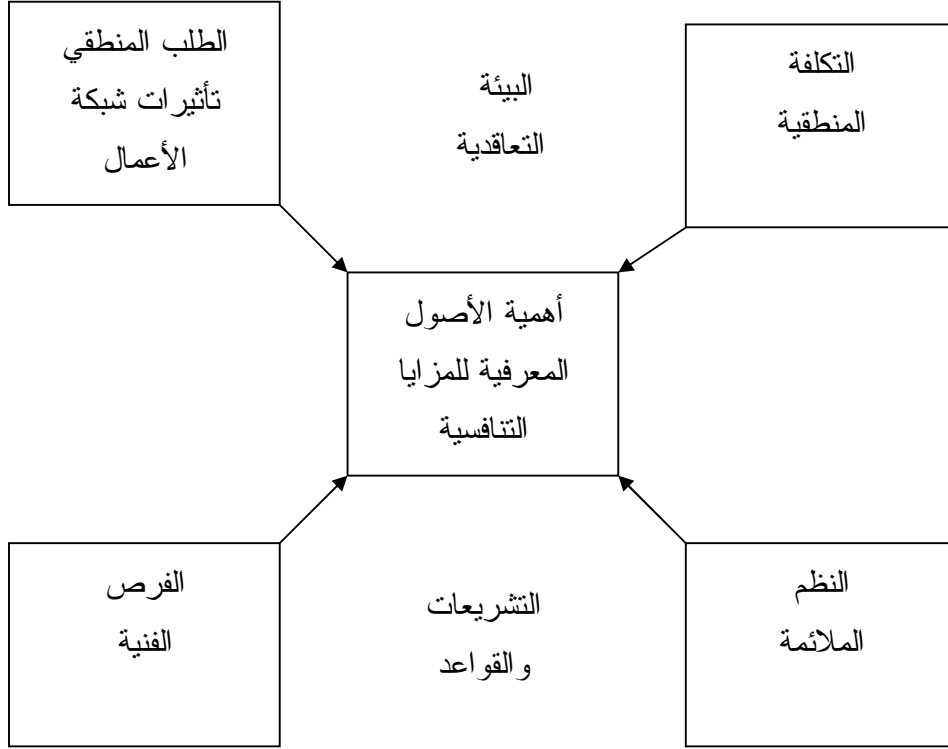 التكلفة
المنطقية
البيئة
التعاقدية
الطلب المنطقي
تأثيرات شبكة
الأعمال
أهمية الأصول
المعرفية للمزايا
التنافسية
النظم
الملائمة
التشريعات
والقواعد
الفرص
الفنية